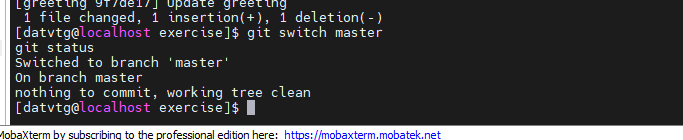 [greeting 9f7de17] Update greeting
 1 file changed, 1 insertion(+), 1 deletion(-)
[datvtg@localhost exercise]$ git switch master
git status
Switched to branch 'master'
On branch master
nothing to commit, working tree clean
[datvtg@localhost exercise]$
MobaXterm by subscribing to the professional edition here: https://mobaxterm.mobatek.net